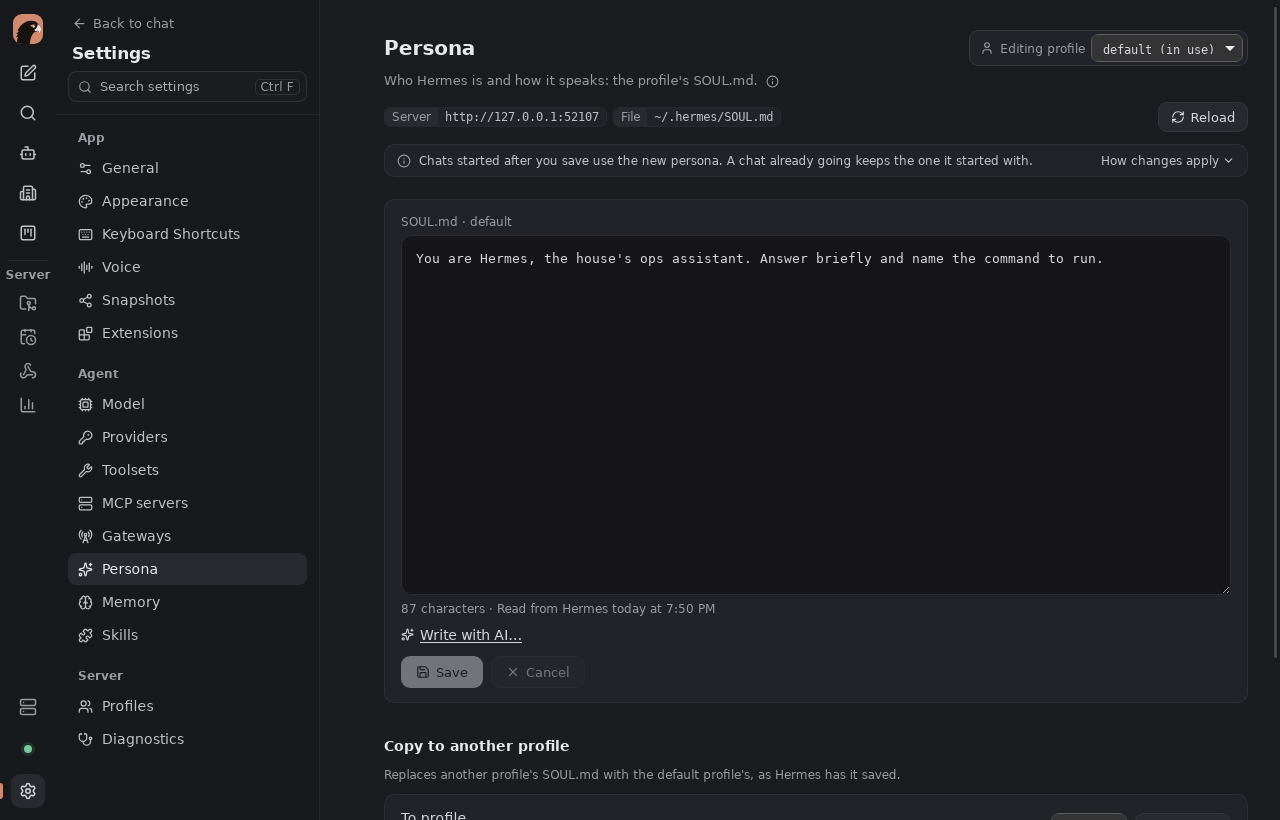 Back to chat
Settings
Search settings
Ctrl F
App
General
Appearance
Keyboard Shortcuts
Voice
Snapshots
Extensions
Agent
Model
Providers
Toolsets
MCP servers
Gateways
Persona
Memory
Skills
Server
Profiles
Diagnostics
Server
Persona
Editing profile
default (in use)
Who Hermes is and how it speaks: the profile's SOUL.md.
Server http://127.0.0.1:52107 File ~/.hermes/SOUL.md
Reload
Chats started after you save use the new persona. A chat already going keeps the one it started with.
How changes apply
SOUL.md · default
You are Hermes, the house's ops assistant. Answer briefly and name the command to run.
87 characters · Read from Hermes today at 7:50 PM
Write with AI...
Save
Cancel
Copy to another profile
Replaces another profile's SOUL.md with the default profile's, as Hermes has it saved.
To profile